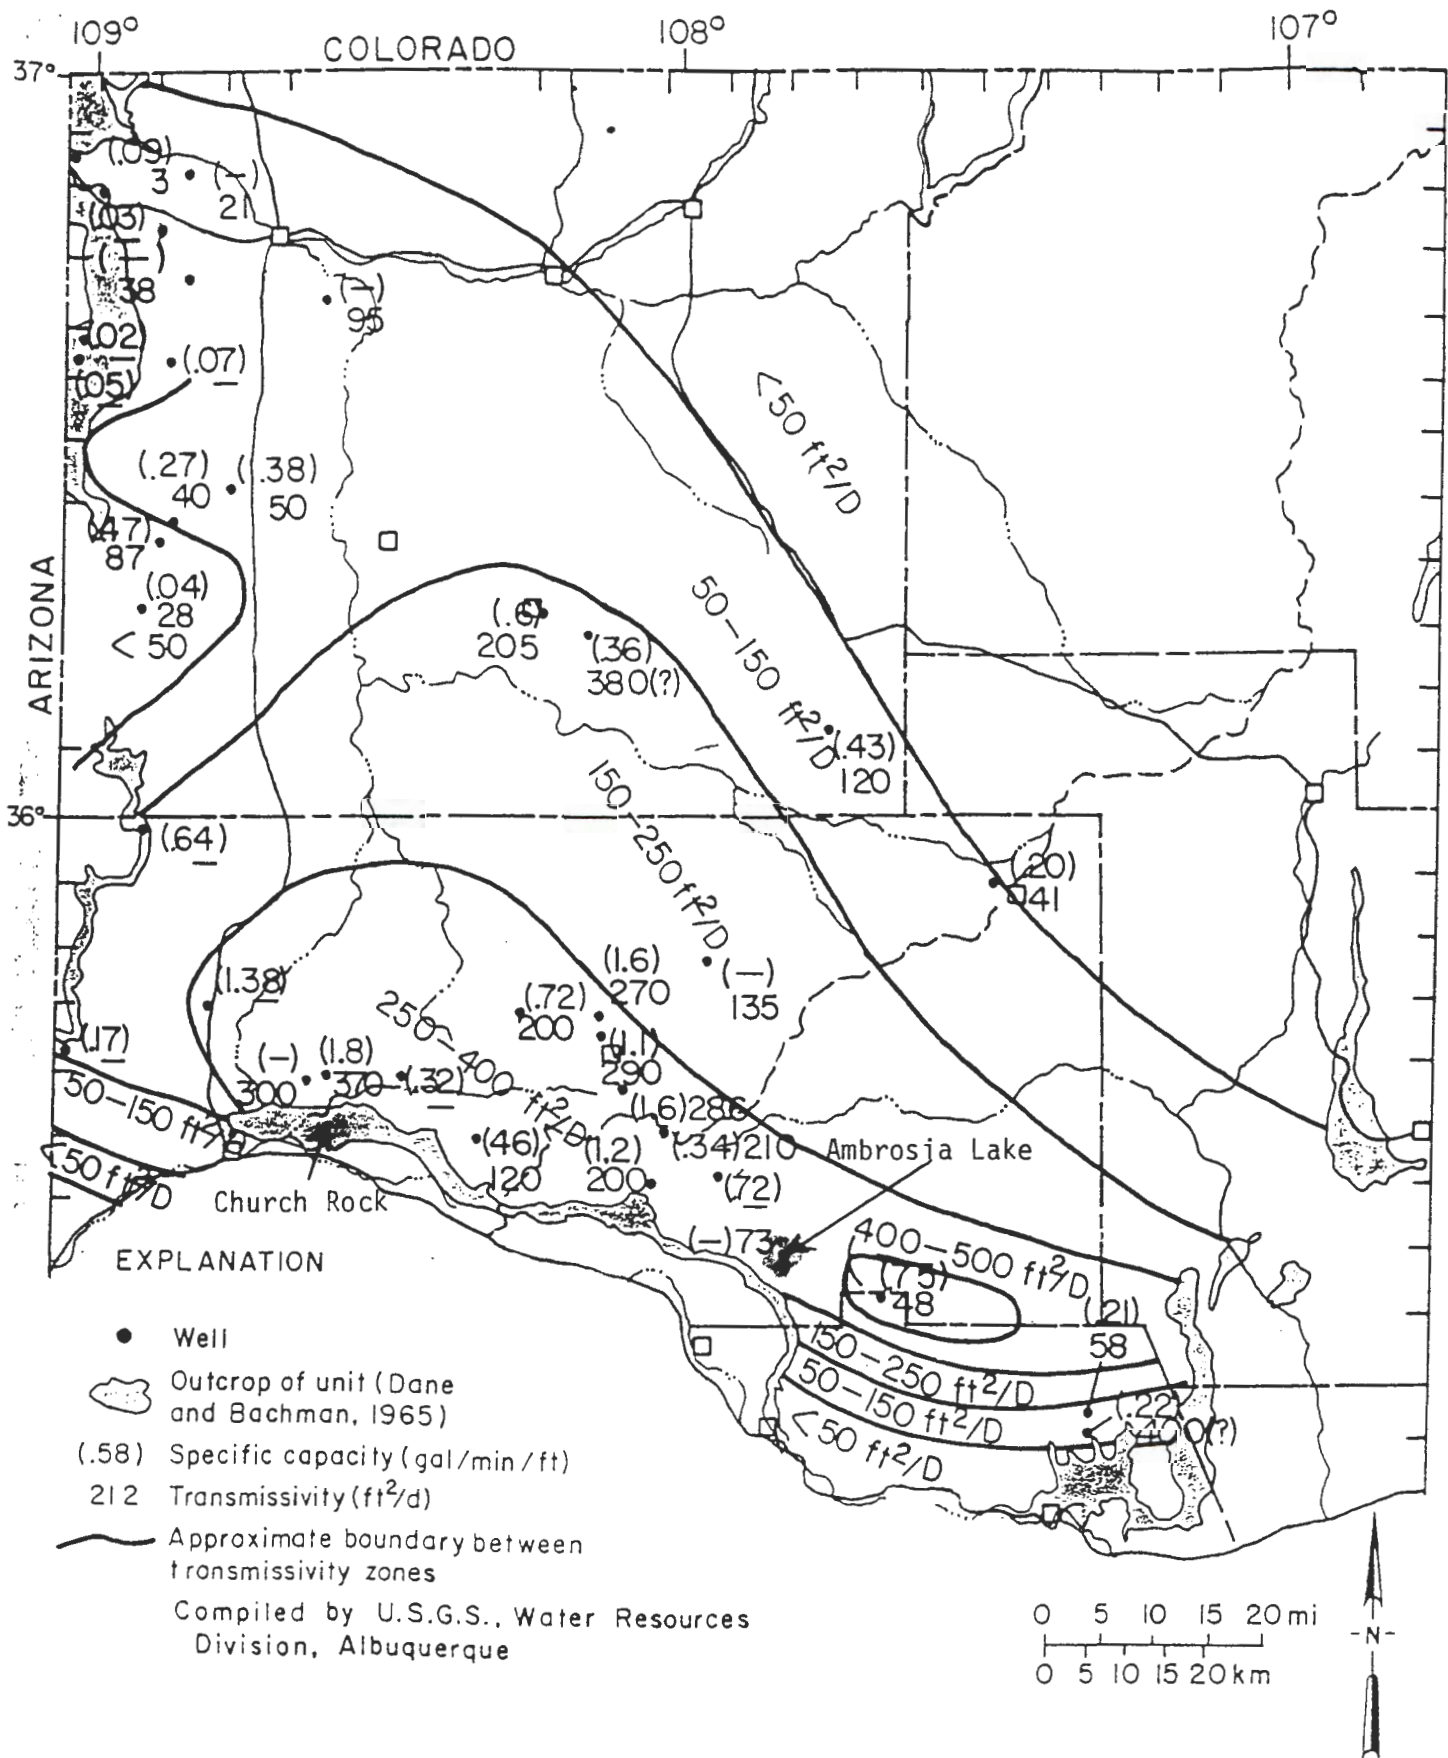 109°
108°
107°
COLORADO
37°
(.09)
3
(—)
21
(.03)
—
(—)
38
(—)
95
.02
—
(.07)
—
(.05)
—
<50 ft²/D
(.27)
40
(.38)
50
(.47)
87
(.04)
28
<50
ARIZONA
50—150 ft²/D
(.6)
205
(.36)
380(?)
(.43)
120
150—250 ft²/D
36°
(.64)
—
(.20)
41
(1.38)
—
(1.6)
270
(—)
135
(.72)
200
250—400 ft²/D
(.17)
—
(—)
300
(1.8)
370
(.32)
—
(1.1)
290
50—150 ft²/D
(1.6)286
(.34)210
Ambrosia Lake
(46)
120
(1.2)
200
<50 ft²/D
(.72)
—
Church Rock
(—)73
400—500 ft²/D
EXPLANATION
(.75)
48
(.21)
58
Well
150—250 ft²/D
Outcrop of unit (Dane
and Bachman, 1965)
50—150 ft²/D
(.22)
<50 ft²/D
(.58) Specific capacity (gal/min/ft)
212 Transmissivity (ft²/d)
Approximate boundary between
transmissivity zones
Compiled by U.S.G.S., Water Resources
Division, Albuquerque
0 5 10 15 20 mi
0 5 10 15 20 km
-N-